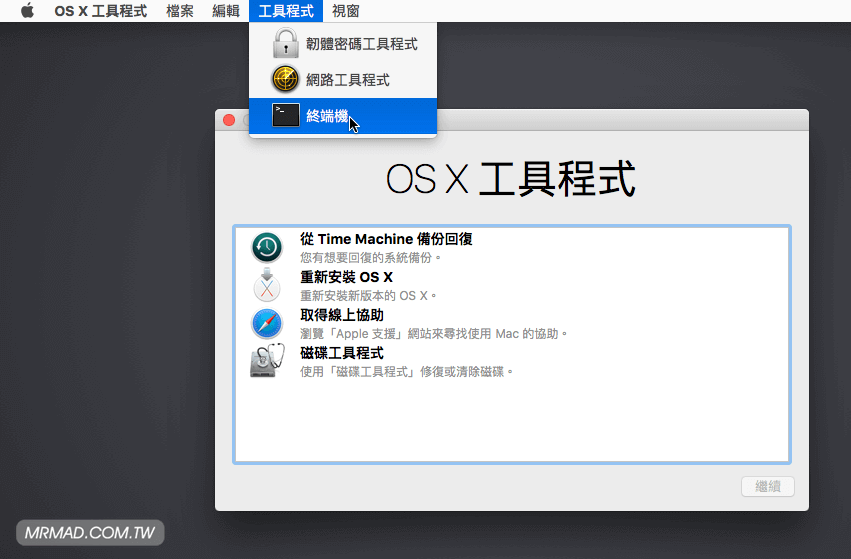 OS X 工具程式 檔案 編輯 工具程式 視窗
韌體密碼工具程式
網路工具程式
>_ 終端機
OS X 工具程式
從 Time Machine 備份回復
您有想要回復的系統備份。
重新安裝 OS X
重新安裝新版本的 OS X。
取得線上協助
瀏覽「Apple 支援」網站來尋找使用 Mac 的協助。
磁碟工具程式
使用「磁碟工具程式」修復或清除磁碟。
繼續
MRMAD.COM.TW